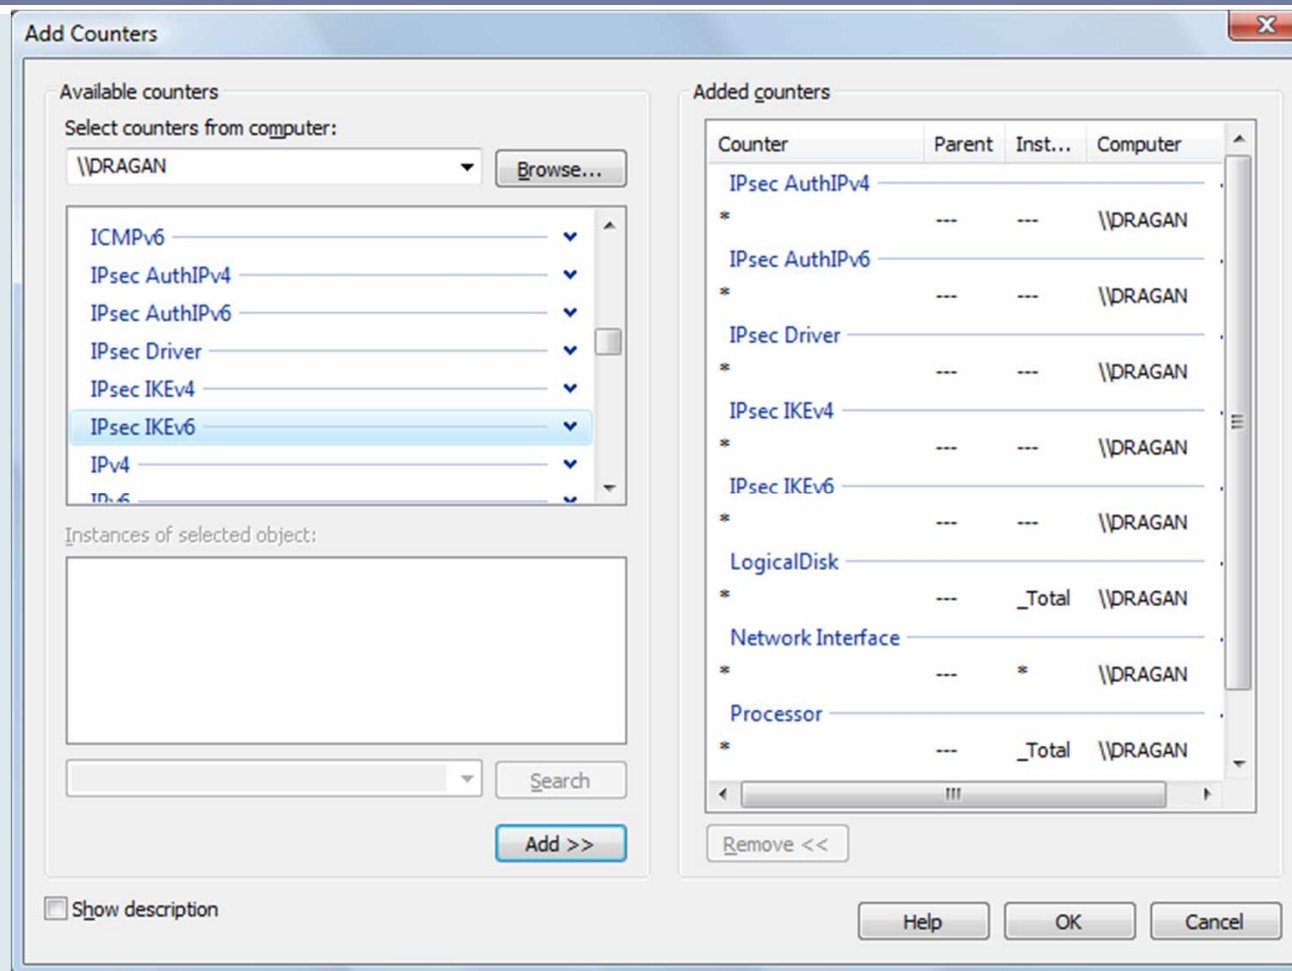 Add Counters
Available counters
Select counters from computer:
\\DRAGAN
Browse...
ICMPv6
IPsec AuthIPv4
IPsec AuthIPv6
IPsec Driver
IPsec IKEv4
IPsec IKEv6
IPv4
IPv6
Instances of selected object:
Search
Add >>
Show description
Added counters
Counter Parent Inst... Computer
IPsec AuthIPv4
* --- --- \\DRAGAN
IPsec AuthIPv6
* --- --- \\DRAGAN
IPsec Driver
* --- --- \\DRAGAN
IPsec IKEv4
* --- --- \\DRAGAN
IPsec IKEv6
* --- --- \\DRAGAN
LogicalDisk
* --- _Total \\DRAGAN
Network Interface
* --- * \\DRAGAN
Processor
* --- _Total \\DRAGAN
Remove <<
Help OK Cancel